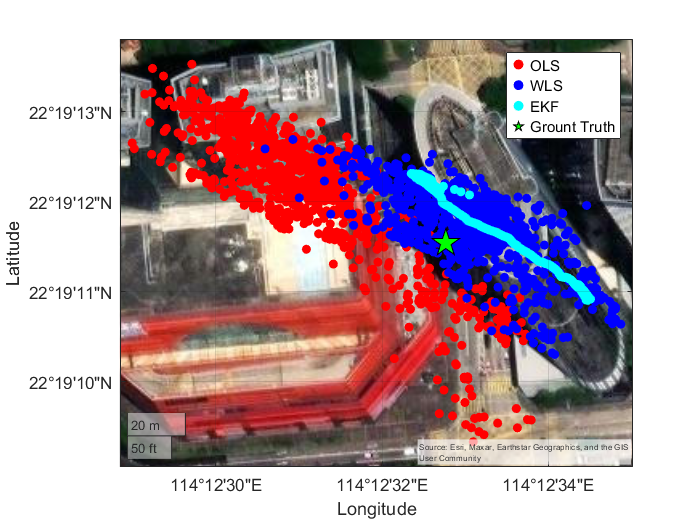 OLS
WLS
EKF
Grount Truth
22°19'13"N
22°19'12"N
22°19'11"N
22°19'10"N
Latitude
20 m
50 ft
Source: Esri, Maxar, Earthstar Geographics, and the GIS
User Community
114°12'30"E
114°12'32"E
114°12'34"E
Longitude